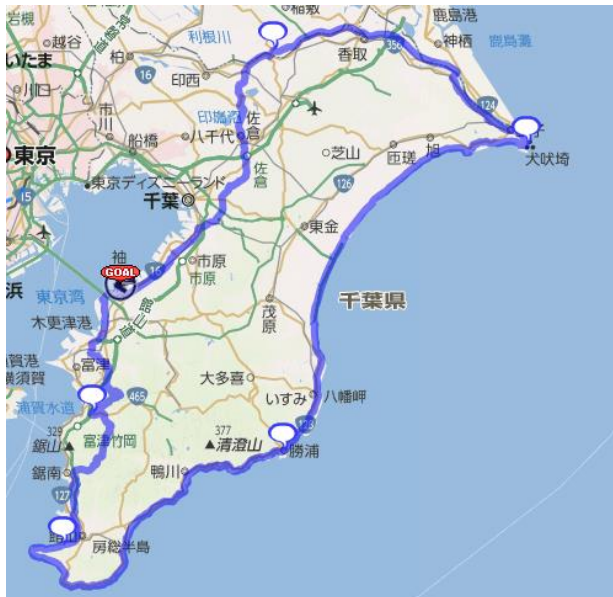 岩槻
越谷
いたま
川口
柏
16
利根川
印西
稲敷
香取
356
鹿島港
神栖
鹿島灘
124
市川
船橋
八千代
印旛沼
佐倉
佐倉
東京
東京ディズニーランド
千葉
15
芝山
匝瑳
旭
犬吠埼
126
東金
袖
GOAL
16
市原
市原
浜
東京湾
木更津港
館山道
茂原
千葉県
横須賀
富津
浦賀水道
465
大多喜
いすみ
八幡岬
329
鋸山
富津竹岡
377
清澄山
勝浦
鋸南
鴨川
127
房総半島